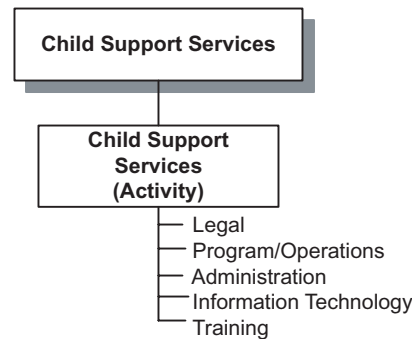 Child Support Services
Child Support
Services
(Activity)
Legal
Program/Operations
Administration
Information Technology
Training